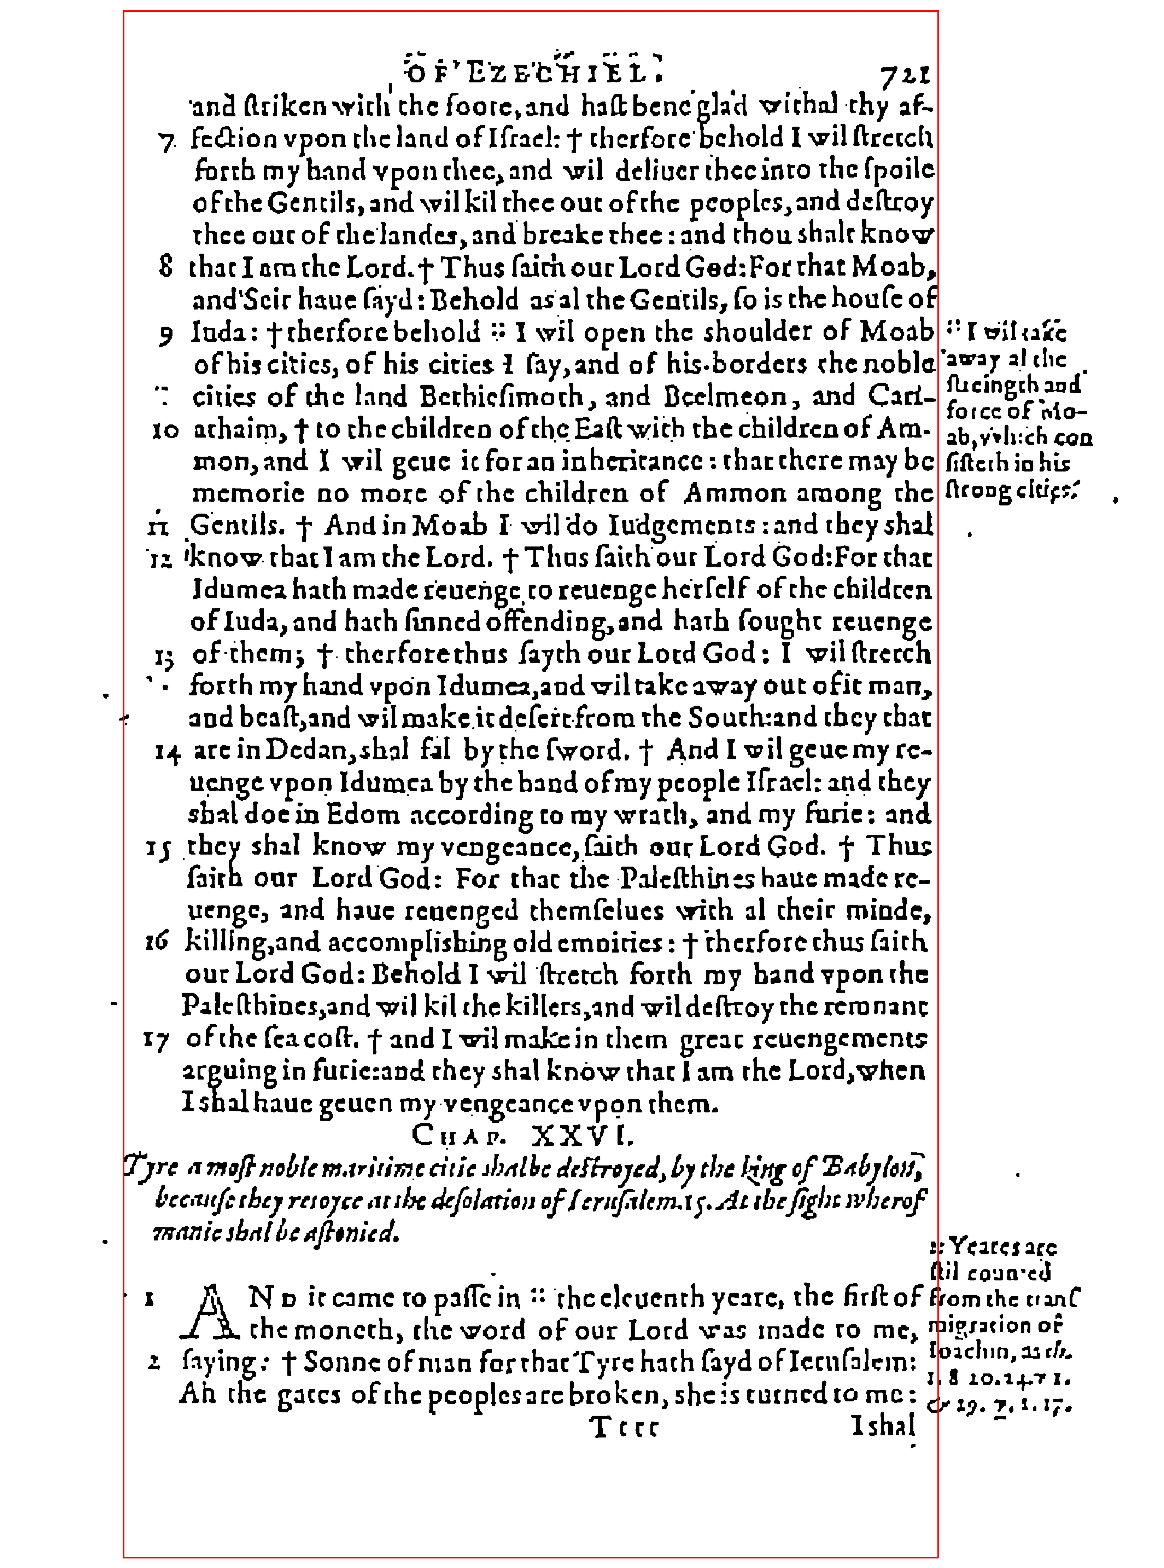 OF EZECHIEL. 721
and ſtriken with the foote, and haſt bene glad withal thy af-
7 fection vpon the land of Iſrael: † therfore behold I wil ſtretch
forth my hand vpon thee, and wil deliuer thee into the ſpoile
of the Gentils, and wil kil thee out of the peoples, and deſtroy
thee out of the landes, and breake thee: and thou shalt know
8 that I am the Lord. † Thus ſaith our Lord God: For that Moab,
and Seir haue ſayd: Behold as al the Gentils, ſo is the houſe of
9 Iuda: † therfore behold :: I wil open the shoulder of Moab
of his cities, of his cities I ſay, and of his borders the noble
cities of the land Bethieſimoth, and Beelmeon, and Cari-
10 athaim, † to the children of the Eaſt with the children of Am-
mon, and I wil geue it for an inheritance: that there may be
memorie no more of the children of Ammon among the
11 Gentils. † And in Moab I wil do Iudgements: and they shal
12 know that I am the Lord. † Thus ſaith our Lord God: For that
Idumea hath made reuenge to reuenge herſelf of the children
of Iuda, and hath ſinned offending, and hath ſought reuenge
13 of them; † therfore thus ſayth our Lord God: I wil ſtretch
forth my hand vpon Idumea, and wil take away out of it man,
and beaſt, and wil make it deſert from the South: and they that
14 are in Dedan, shal fal by the ſword. † And I wil geue my re-
uenge vpon Idumea by the hand of my people Iſrael: and they
shal doe in Edom according to my wrath, and my furie: and
15 they shal know my vengeance, ſaith our Lord God. † Thus
ſaith our Lord God: For that the Paleſthines haue made re-
uenge, and haue reuenged themſelues with al their minde,
16 killing, and accomplishing old emnities: † therfore thus ſaith
our Lord God: Behold I wil ſtretch forth my hand vpon the
Paleſthines, and wil kil the killers, and wil deſtroy the remnant
17 of the ſea coſt. † and I wil make in them great reuengements
arguing in furie: and they shal know that I am the Lord, when
I shal haue geuen my vengeance vpon them.
CHAP. XXVI.
Tyre a moſt noble maritime citie shal be deſtroyed, by the king of Babylon,
becauſe they reioyce at the deſolation of Ieruſalem. 15. At the ſight wherof
manie shal be aſtonied.
1 AND it came to paſſe in :: the eleuenth yeare, the firſt of
the moneth, the word of our Lord was made to me,
2 ſaying: † Sonne of man for that Tyre hath ſayd of Ieruſalem:
Ah the gates of the peoples are broken, she is turned to me:
Tttt I shal
:: I wil take
away al the
ſtreingth and
force of Mo-
ab, which con
ſiſteth in his
ſtrong cities.
:: Yeares are
ſtil counted
from the tranſ
migration of
Ioachin, as ch.
1. 8 10. 24. v 1.
& 29. v. 1. 17.